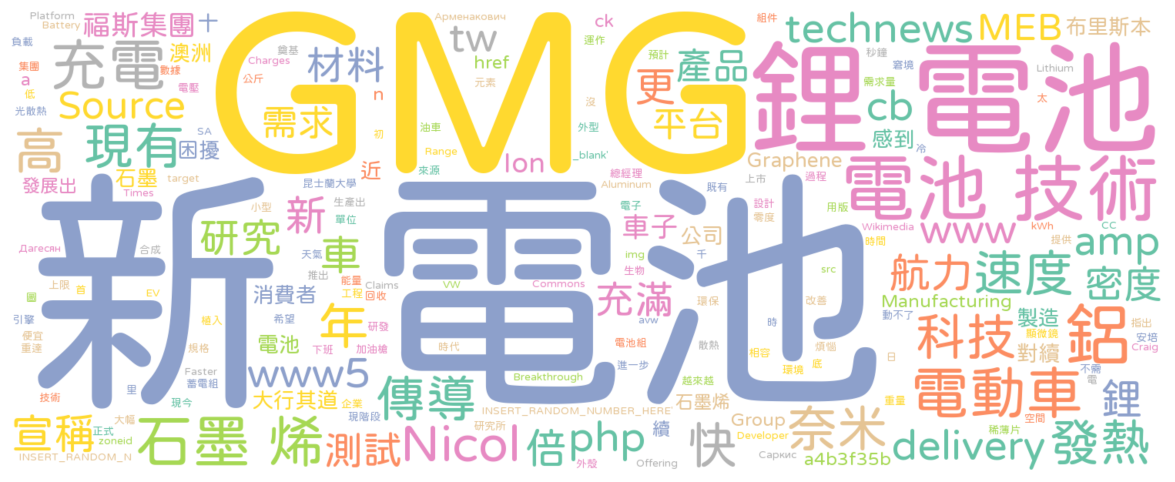 Platform
Battery
福斯集團
十
負載
集團
數據
a
低
電壓
充電
澳洲
奠基
Charges
公斤
材料
光散熱
Source
需求
n
SA
初
現有
困擾
高
近
石墨
發展出
target
Times
昆士蘭大學
GMG
Арменакович
tw
href
元素
油車
Range
來源
Ion
ck
運作
預計
沒
外型
_blank'
總經理
Aluminum
產品
更
平台
technews
MEB
布里斯本
組件
秒鐘
窘境
需求量
Lithium
太
cb
感到
冷
Graphene
上市
過程
鋰 電池
電池 技術
既有
設計
零度
用版
Wikimedia
kWh
cc
www
時間
提供
amp
Дагесян
合成
小型
生產出
新
單位
電子
車子
公司
千
研究
天氣
車
img
生物
Commons
src
上限
首
EV
圖
推出
能量
工程
回收
VW
Claims
消費者
年
充滿
環保
航力
速度
密度
Manufacturing
動不了
引擎
植入
希望
研發
avw
改善
時
製造
顯微鏡
指出
安培
便宜
重達
規格
電池
下班
加油槍
時代
電池組
散熱
相容
煩惱
科技
對續
鋁
Craig
新 電池
Faster
蓄電組
www5
進一步
環境
底
日
不需
電
技術
里
現今
大行其道
企業
傳導
Breakthrough
越來越
重量
電動車
鋰
大幅
現階段
INSERT_RANDOM_NUMBER_HERE
石墨烯
空間
稀薄片
宣稱
正式
zoneid
石墨 烯
測試
Nicol
研究所
倍
php
續
Group
Developer
奈米
INSERT_RANDOM_N
外殼
Offering
快
Саркис
a4b3f35b
delivery
發熱